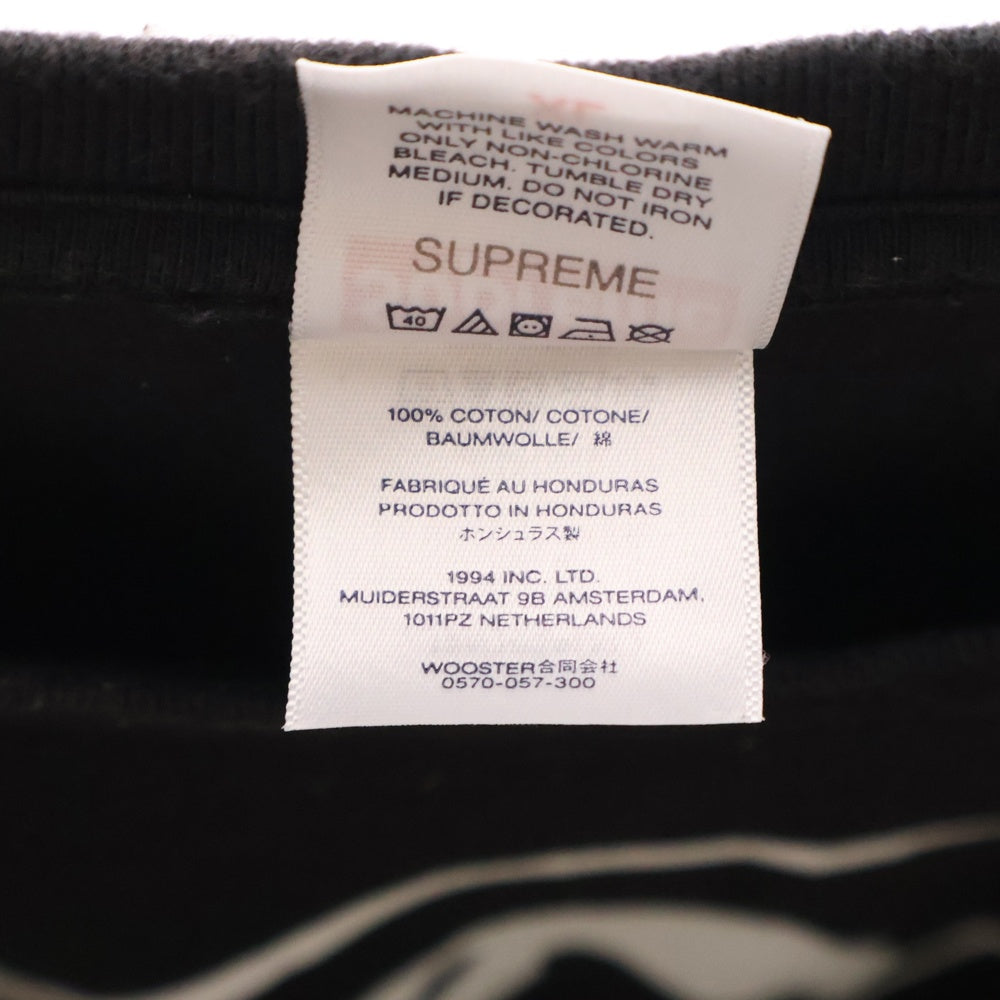 MACHINE WASH WARM
WITH LIKE COLORS
ONLY NON-CHLORINE
BLEACH. TUMBLE DRY
MEDIUM. DO NOT IRON
IF DECORATED.
SUPREME
40
100% COTON/ COTONE/
BAUMWOLLE/ 綿
FABRIQUÉ AU HONDURAS
PRODOTTO IN HONDURAS
ホンシュラス製
1994 INC. LTD.
MUIDERSTRAAT 9B AMSTERDAM,
1011PZ NETHERLANDS
WOOSTER合同会社
0570-057-300